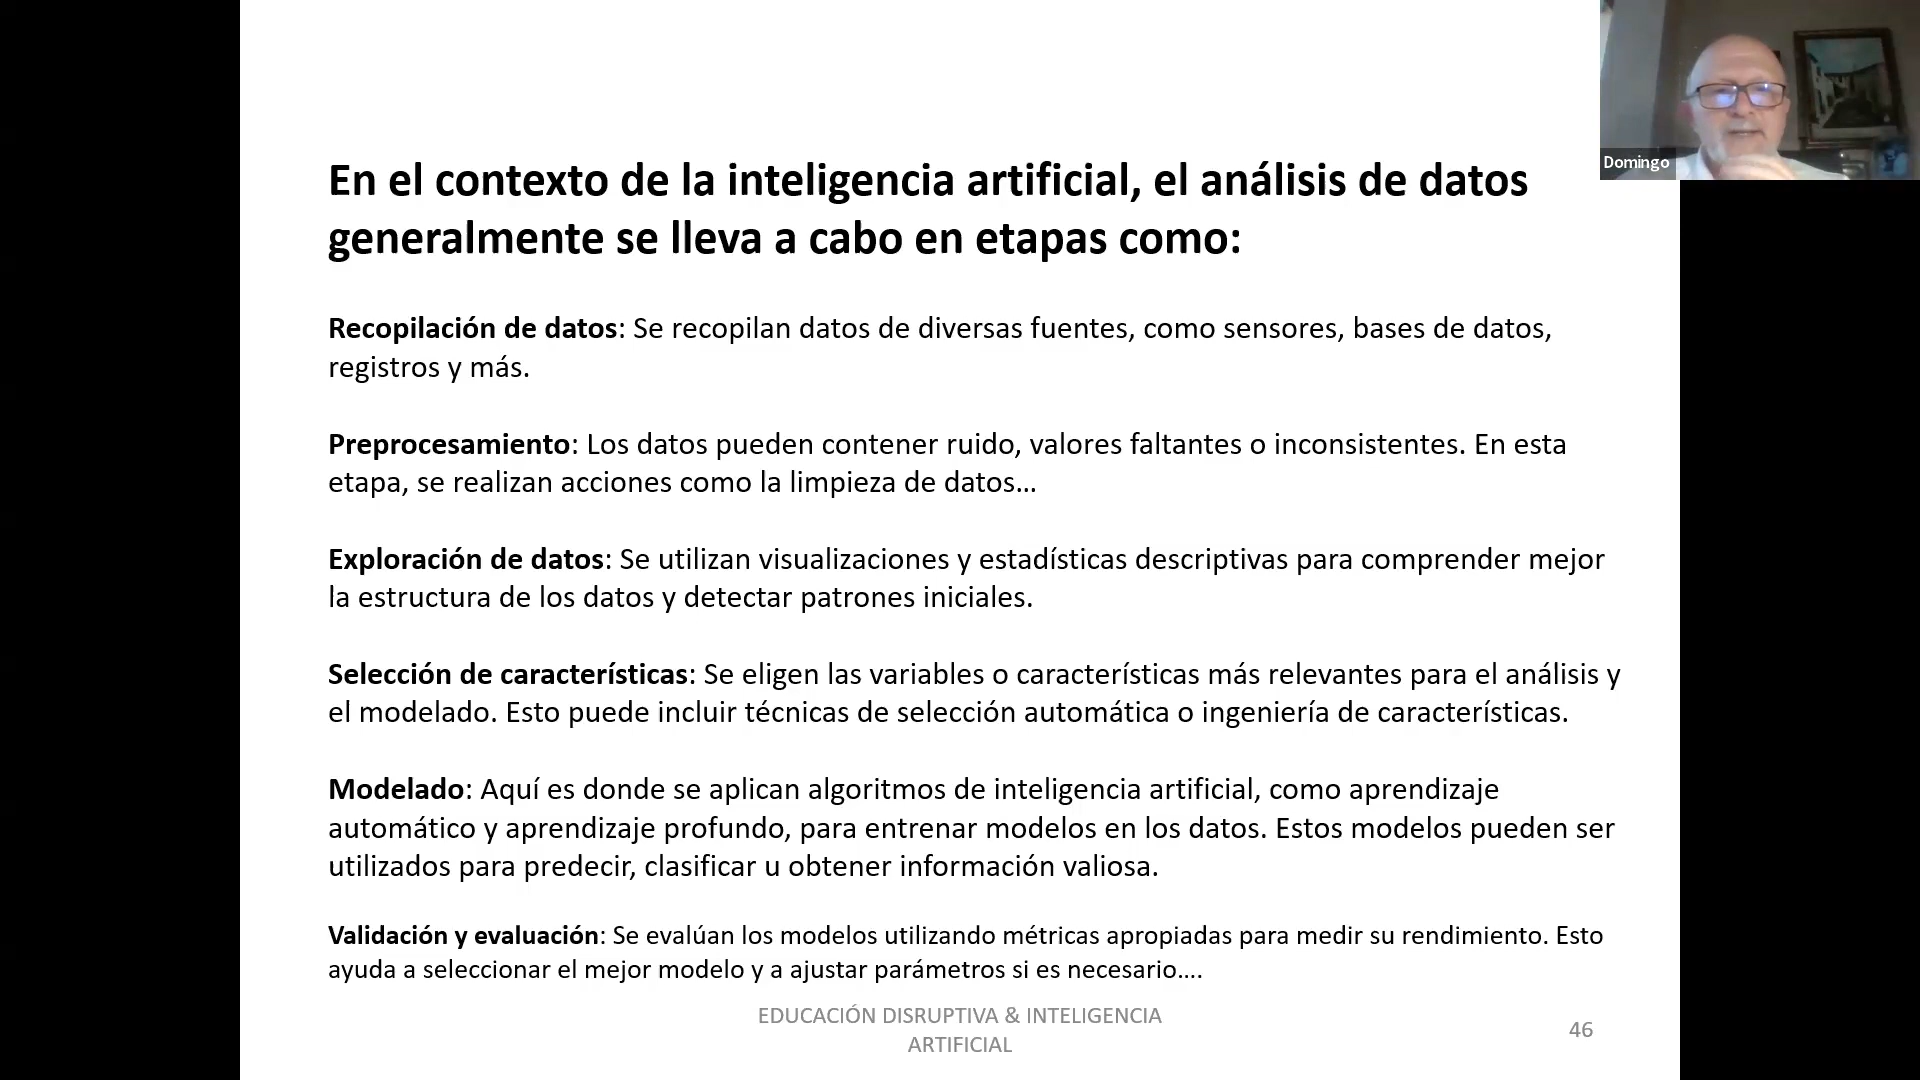 Domingo
En el contexto de la inteligencia artificial, el análisis de datos
generalmente se lleva a cabo en etapas como:
Recopilación de datos: Se recopilan datos de diversas fuentes, como sensores, bases de datos,
registros y más.
Preprocesamiento: Los datos pueden contener ruido, valores faltantes o inconsistentes. En esta
etapa, se realizan acciones como la limpieza de datos…
Exploración de datos: Se utilizan visualizaciones y estadísticas descriptivas para comprender mejor
la estructura de los datos y detectar patrones iniciales.
Selección de características: Se eligen las variables o características más relevantes para el análisis y
el modelado. Esto puede incluir técnicas de selección automática o ingeniería de características.
Modelado: Aquí es donde se aplican algoritmos de inteligencia artificial, como aprendizaje
automático y aprendizaje profundo, para entrenar modelos en los datos. Estos modelos pueden ser
utilizados para predecir, clasificar u obtener información valiosa.
Validación y evaluación: Se evalúan los modelos utilizando métricas apropiadas para medir su rendimiento. Esto
ayuda a seleccionar el mejor modelo y a ajustar parámetros si es necesario….
EDUCACIÓN DISRUPTIVA & INTELIGENCIA
ARTIFICIAL
46